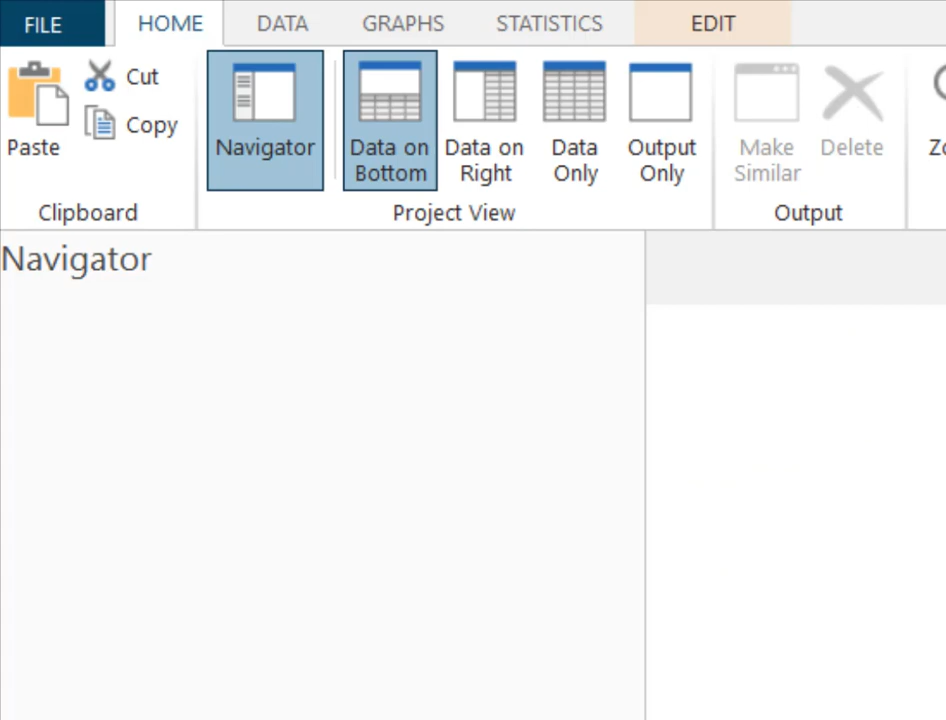 FILE HOME DATA GRAPHS STATISTICS EDIT
Cut
Copy
Paste
Navigator
Data on
Bottom
Data on
Right
Data
Only
Output
Only
Make
Similar
Delete
Clipboard
Project View
Output
Navigator